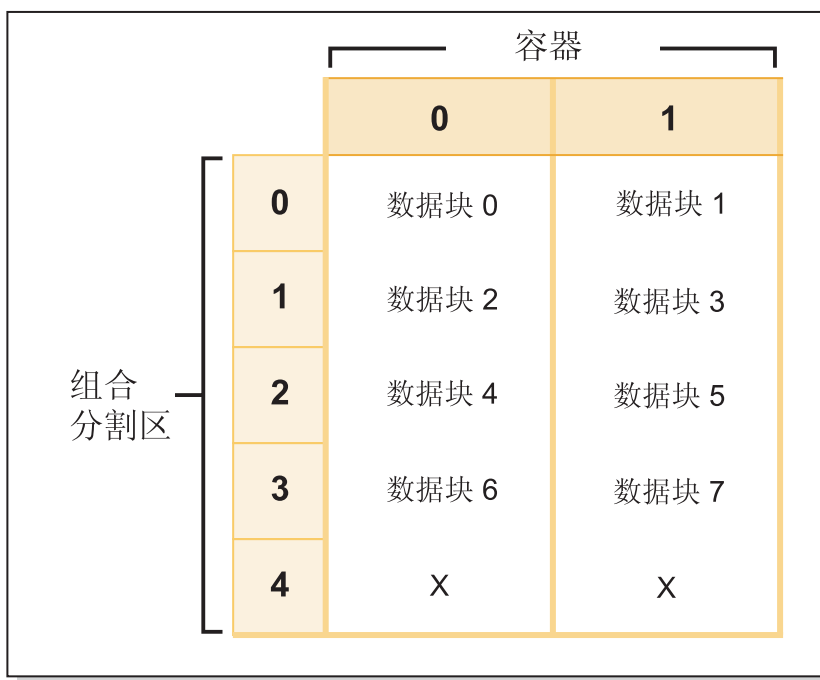 容器
0 1
0 数据块 0 数据块 1
1 数据块 2 数据块 3
组合
分割区
2 数据块 4 数据块 5
3 数据块 6 数据块 7
4 X X